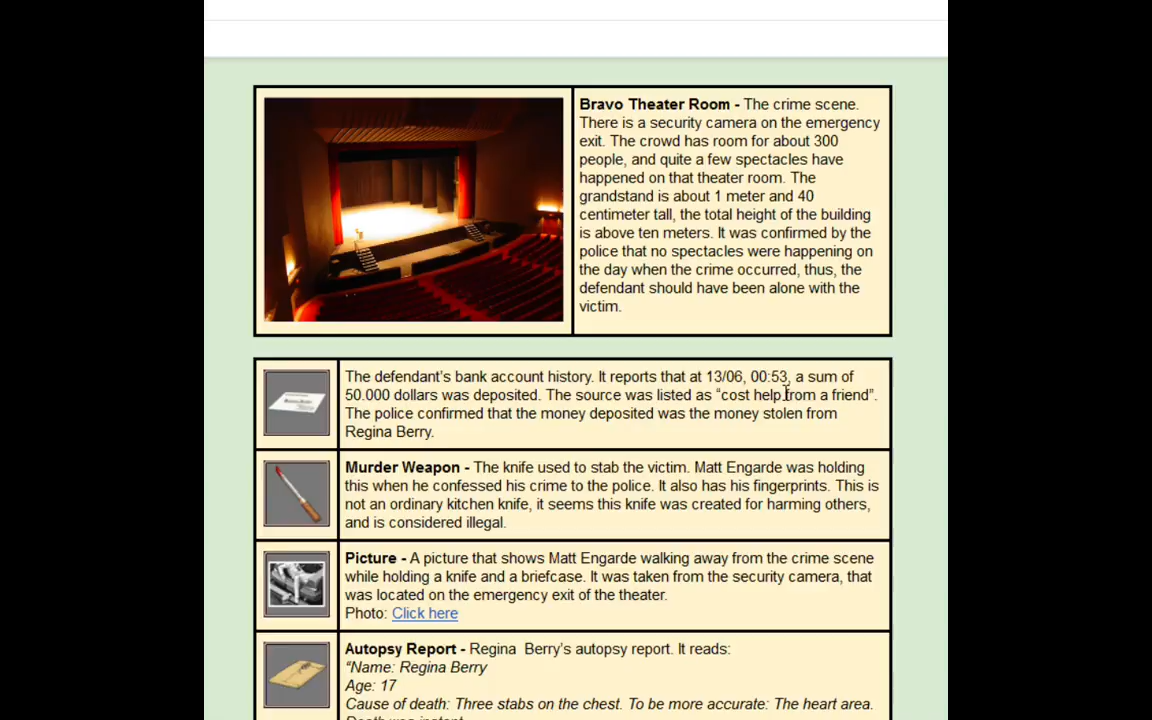 Bravo Theater Room - The crime scene.
There is a security camera on the emergency
exit. The crowd has room for about 300
people, and quite a few spectacles have
happened on that theater room. The
grandstand is about 1 meter and 40
centimeter tall, the total height of the building
is above ten meters. It was confirmed by the
police that no spectacles were happening on
the day when the crime occurred, thus, the
defendant should have been alone with the
victim.
The defendant's bank account history. It reports that at 13/06, 00:53, a sum of
50.000 dollars was deposited. The source was listed as “cost help from a friend”.
The police confirmed that the money deposited was the money stolen from
Regina Berry.
Murder Weapon - The knife used to stab the victim. Matt Engarde was holding
this when he confessed his crime to the police. It also has his fingerprints. This is
not an ordinary kitchen knife, it seems this knife was created for harming others,
and is considered illegal.
Picture - A picture that shows Matt Engarde walking away from the crime scene
while holding a knife and a briefcase. It was taken from the security camera, that
was located on the emergency exit of the theater.
Photo: Click here
Autopsy Report - Regina Berry's autopsy report. It reads:
“Name: Regina Berry
Age: 17
Cause of death: Three stabs on the chest. To be more accurate: The heart area.
Death was instant